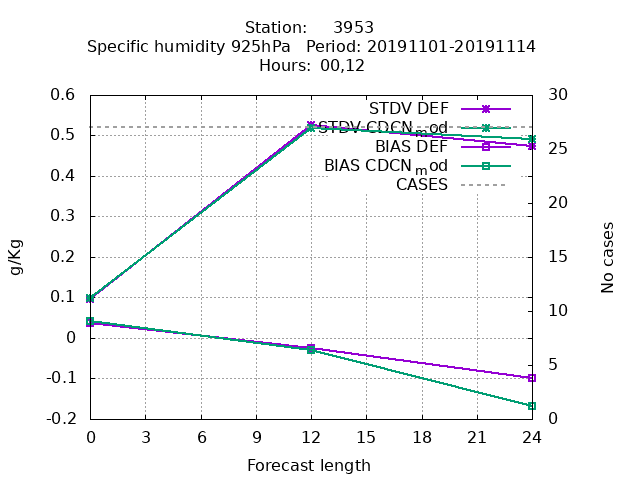 Station: 3953
Specific humidity 925hPa Period: 20191101-20191114
Hours: 00,12
0.6
0.5
0.4
0.3
0.2
0.1
0
-0.1
-0.2
g/Kg
STDV DEF
STDV CDCN_mod
BIAS DEF
BIAS CDCN_mod
CASES
30
25
20
15
10
5
0
No cases
0 3 6 9 12 15 18 21 24
Forecast length